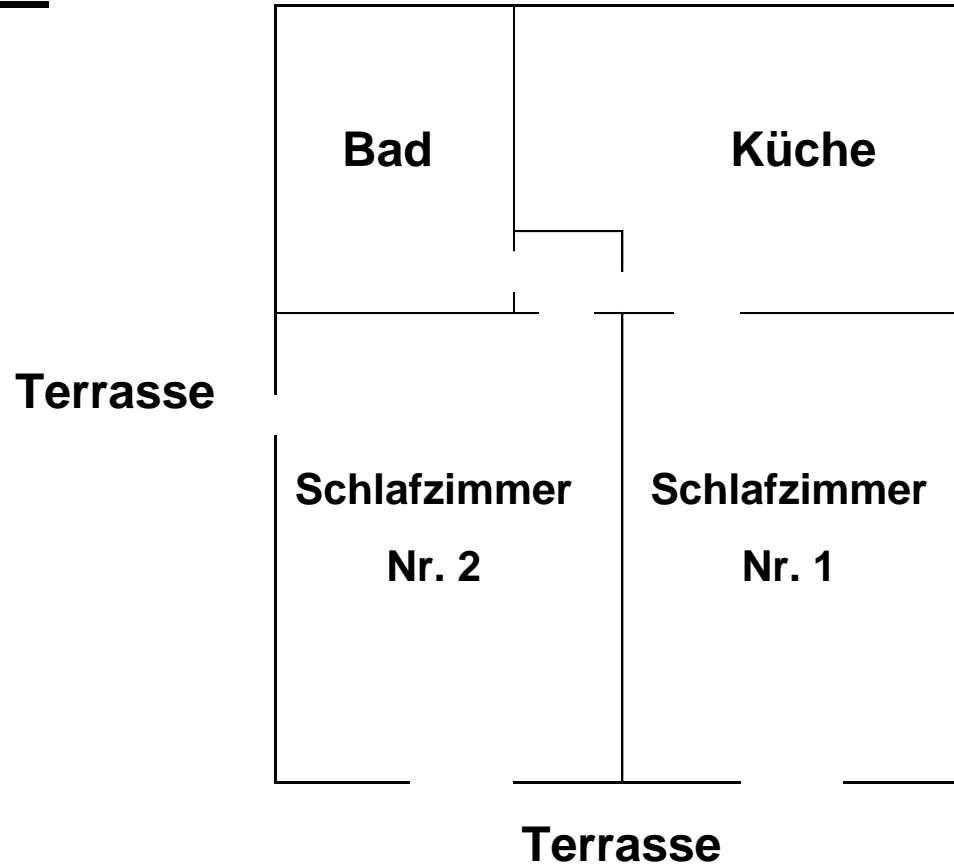 Bad
Küche
Terrasse
Schlafzimmer
Nr. 2
Schlafzimmer
Nr. 1
Terrasse